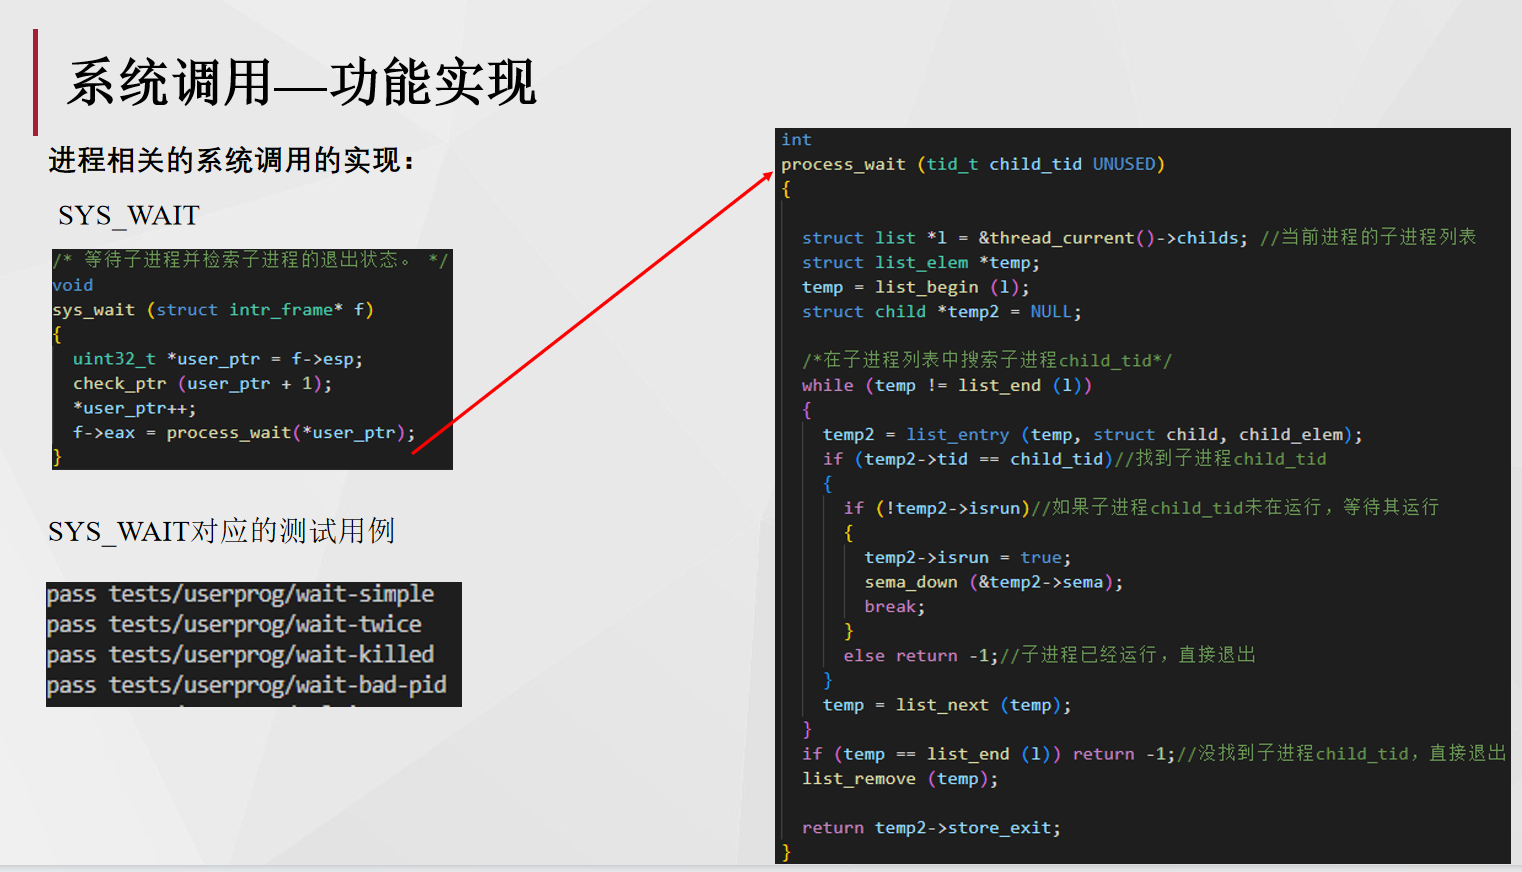 系统调用—功能实现
进程相关的系统调用的实现：
SYS_WAIT
/* 等待子进程并检索子进程的退出状态。 */
void
sys_wait (struct intr_frame* f)
{
  uint32_t *user_ptr = f->esp;
  check_ptr (user_ptr + 1);
  *user_ptr++;
  f->eax = process_wait(*user_ptr);
}
SYS_WAIT对应的测试用例
pass tests/userprog/wait-simple
pass tests/userprog/wait-twice
pass tests/userprog/wait-killed
pass tests/userprog/wait-bad-pid
int
process_wait (tid_t child_tid UNUSED)
{
  struct list *l = &thread_current()->childs; //当前进程的子进程列表
  struct list_elem *temp;
  temp = list_begin (l);
  struct child *temp2 = NULL;
  /*在子进程列表中搜索子进程child_tid*/
  while (temp != list_end (l))
  {
    temp2 = list_entry (temp, struct child, child_elem);
    if (temp2->tid == child_tid)//找到子进程child_tid
    {
      if (!temp2->isrun)//如果子进程child_tid未在运行，等待其运行
      {
        temp2->isrun = true;
        sema_down (&temp2->sema);
        break;
      }
      else return -1;//子进程已经运行，直接退出
    }
    temp = list_next (temp);
  }
  if (temp == list_end (l)) return -1;//没找到子进程child_tid，直接退出
  list_remove (temp);
  return temp2->store_exit;
}